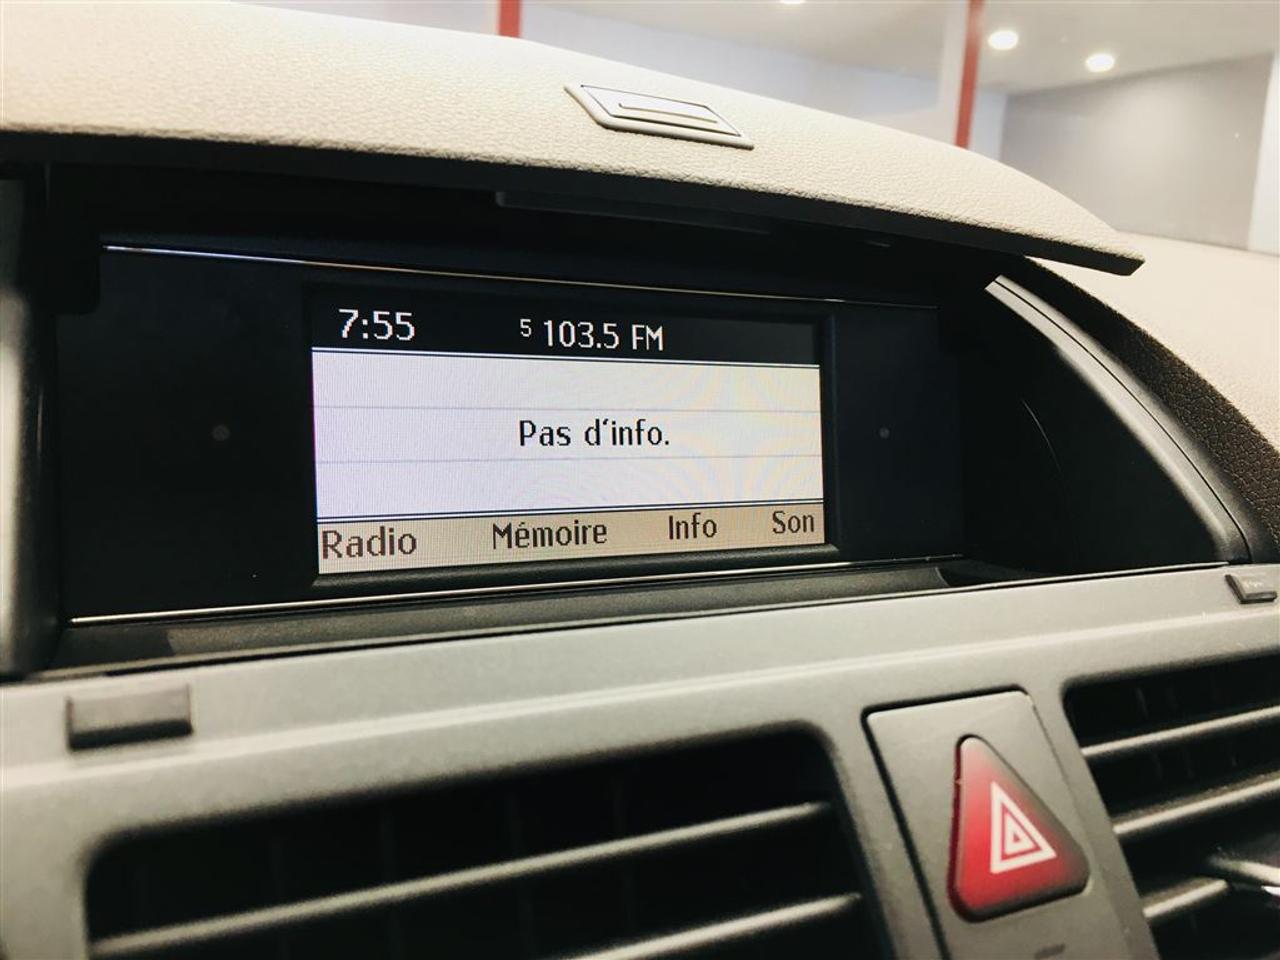 7:55 5 103.5 FM
Pas d'info.
Radio Mémoire Info Son